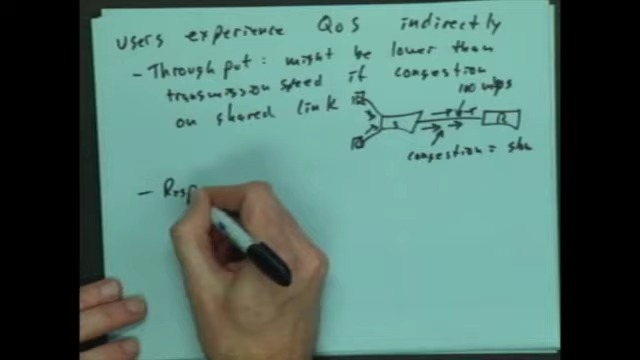 users experience QoS indirectly
- Throughput: might be lower than
transmission speed if congestion
on shared link
100 mbps
S
R
congestion = slow
- Resp